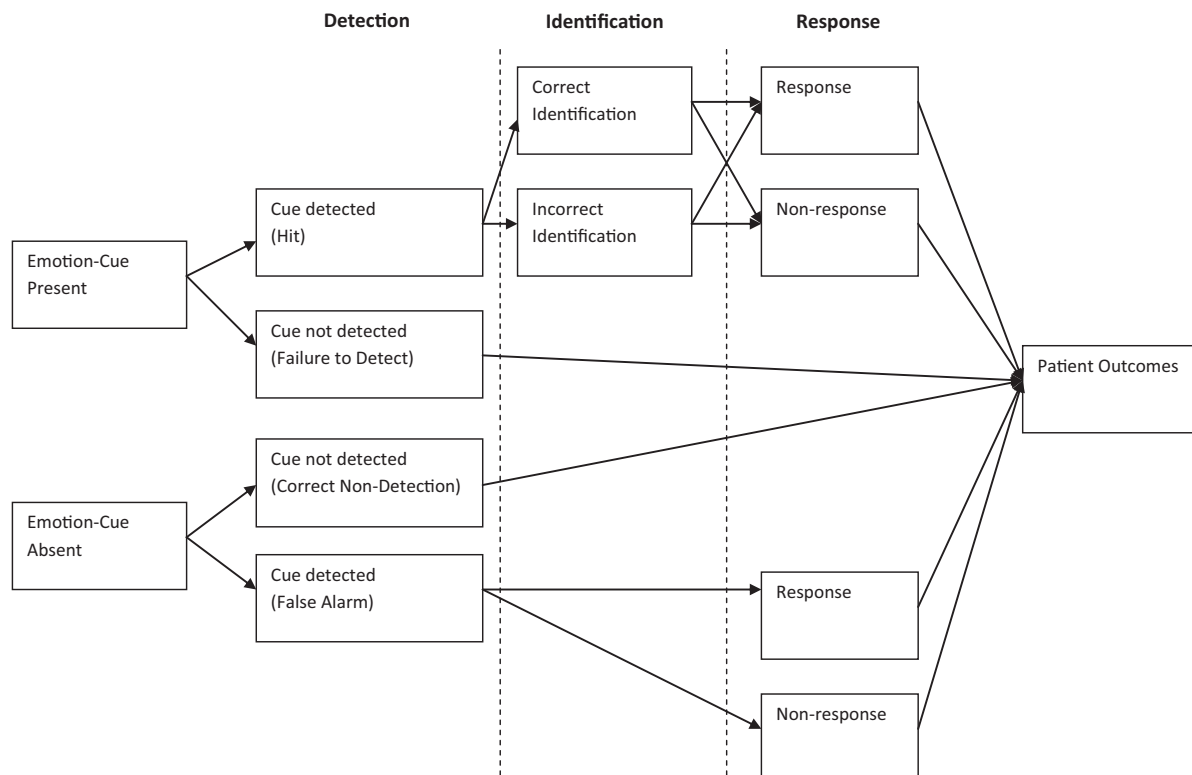 Detection
Identification
Response
Correct
Identification
Response
Cue detected
(Hit)
Incorrect
Identification
Non-response
Emotion-Cue
Present
Cue not detected
(Failure to Detect)
Patient Outcomes
Cue not detected
(Correct Non-Detection)
Emotion-Cue
Absent
Cue detected
(False Alarm)
Response
Non-response